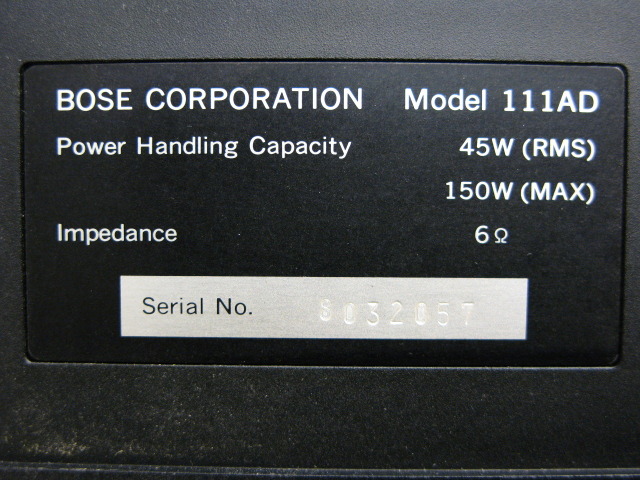 BOSE CORPORATION Model 111AD
Power Handling Capacity 45W (RMS)
150W (MAX)
Impedance 6Ω
Serial No. 8032057